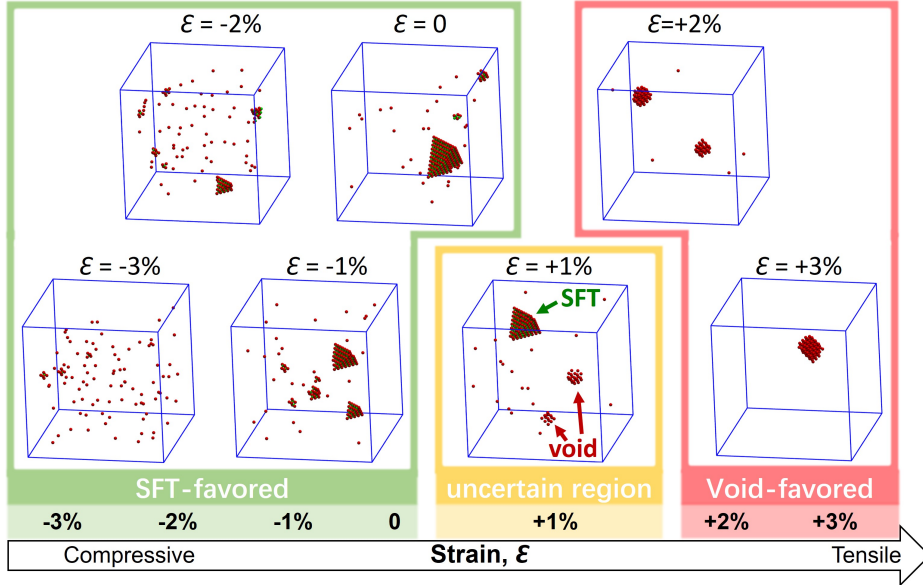 ε = -2%
ε = 0
ε=+2%
ε = -3%
ε = -1%
ε = +1%
ε = +3%
SFT
void
SFT-favored
uncertain region
Void-favored
-3%
-2%
-1%
0
+1%
+2%
+3%
Compressive
Strain, ε
Tensile